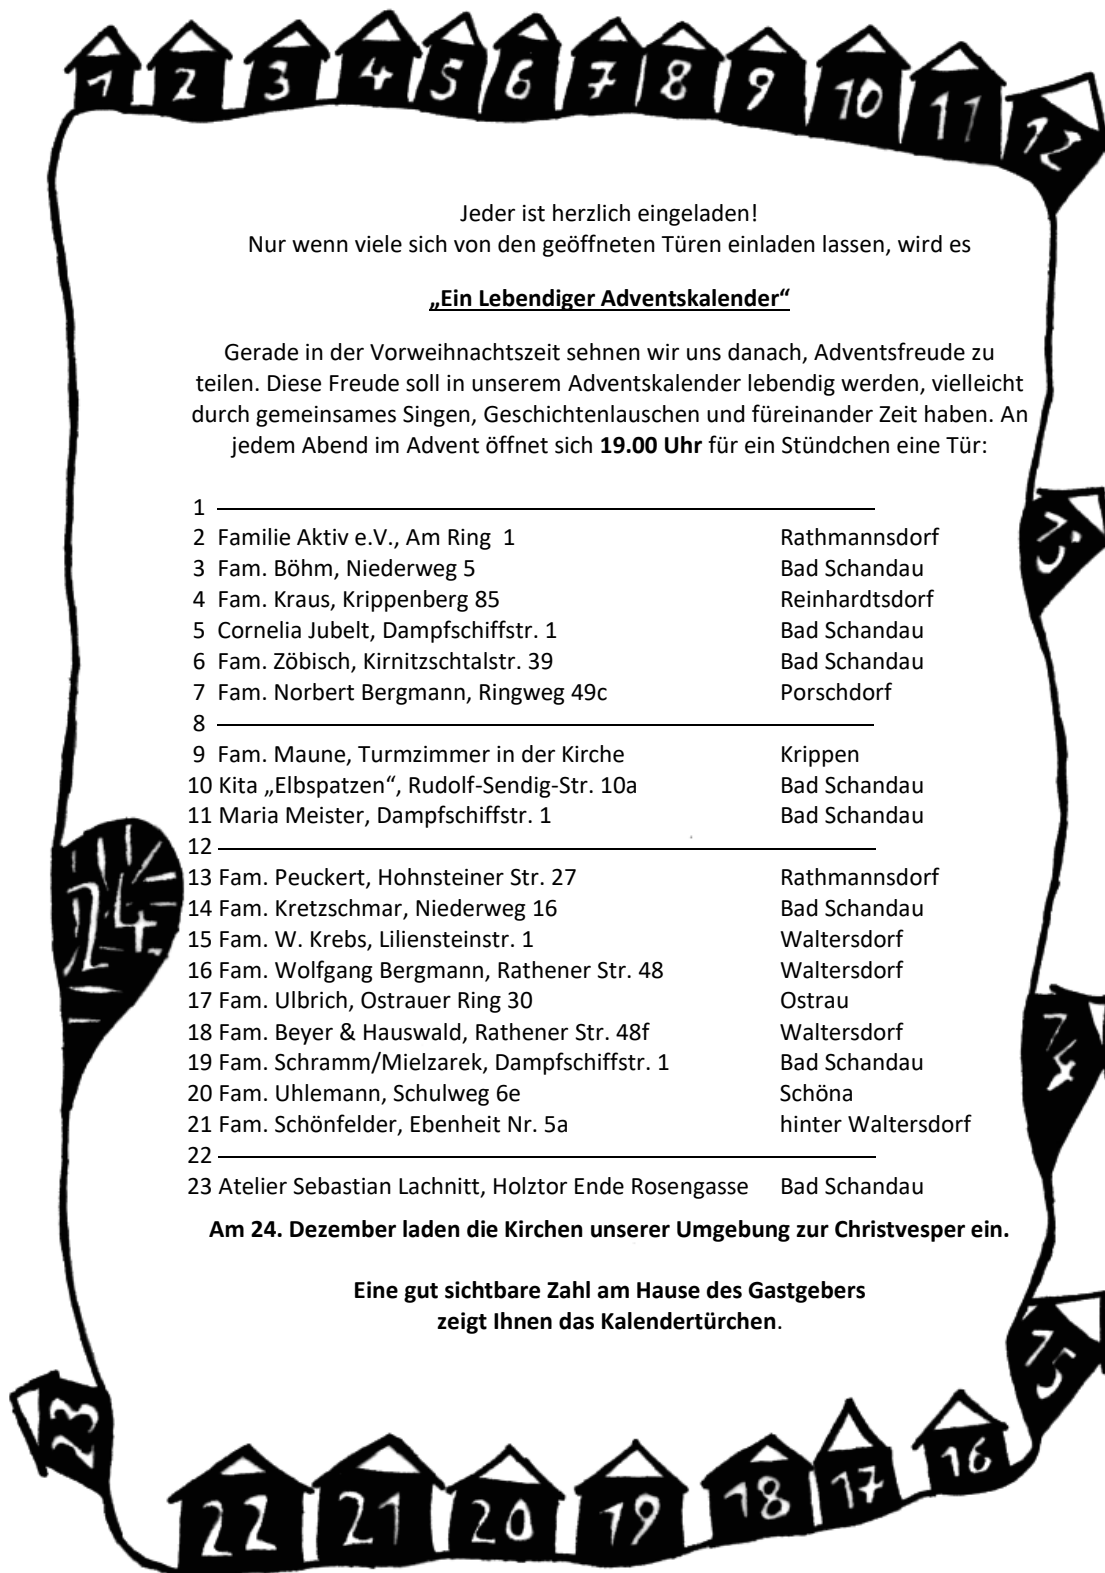 1 2 3 4 5 6 7 8 9 10 11 12
Jeder ist herzlich eingeladen!
Nur wenn viele sich von den geöffneten Türen einladen lassen, wird es
„Ein Lebendiger Adventskalender“
Gerade in der Vorweihnachtszeit sehnen wir uns danach, Adventsfreude zu
teilen. Diese Freude soll in unserem Adventskalender lebendig werden, vielleicht
durch gemeinsames Singen, Geschichtenlauschen und füreinander Zeit haben. An
jedem Abend im Advent öffnet sich 19.00 Uhr für ein Stündchen eine Tür:
1
2 Familie Aktiv e.V., Am Ring 1 Rathmannsdorf
3 Fam. Böhm, Niederweg 5 Bad Schandau
4 Fam. Kraus, Krippenberg 85 Reinhardtsdorf
5 Cornelia Jubelt, Dampfschiffstr. 1 Bad Schandau
6 Fam. Zöbisch, Kirnitzschtalstr. 39 Bad Schandau
7 Fam. Norbert Bergmann, Ringweg 49c Porschdorf
8
9 Fam. Maune, Turmzimmer in der Kirche Krippen
10 Kita „Elbspatzen“, Rudolf-Sendig-Str. 10a Bad Schandau
11 Maria Meister, Dampfschiffstr. 1 Bad Schandau
12
13 Fam. Peuckert, Hohnsteiner Str. 27 Rathmannsdorf
14 Fam. Kretzschmar, Niederweg 16 Bad Schandau
15 Fam. W. Krebs, Liliensteinstr. 1 Waltersdorf
16 Fam. Wolfgang Bergmann, Rathener Str. 48 Waltersdorf
17 Fam. Ulbrich, Ostrauer Ring 30 Ostrau
18 Fam. Beyer & Hauswald, Rathener Str. 48f Waltersdorf
19 Fam. Schramm/Mielzarek, Dampfschiffstr. 1 Bad Schandau
20 Fam. Uhlemann, Schulweg 6e Schöna
21 Fam. Schönfelder, Ebenheit Nr. 5a hinter Waltersdorf
22
23 Atelier Sebastian Lachnitt, Holztor Ende Rosengasse Bad Schandau
Am 24. Dezember laden die Kirchen unserer Umgebung zur Christvesper ein.
Eine gut sichtbare Zahl am Hause des Gastgebers
zeigt Ihnen das Kalendertürchen.
13
14
15
16
17
18
19
20
21
22
23
24